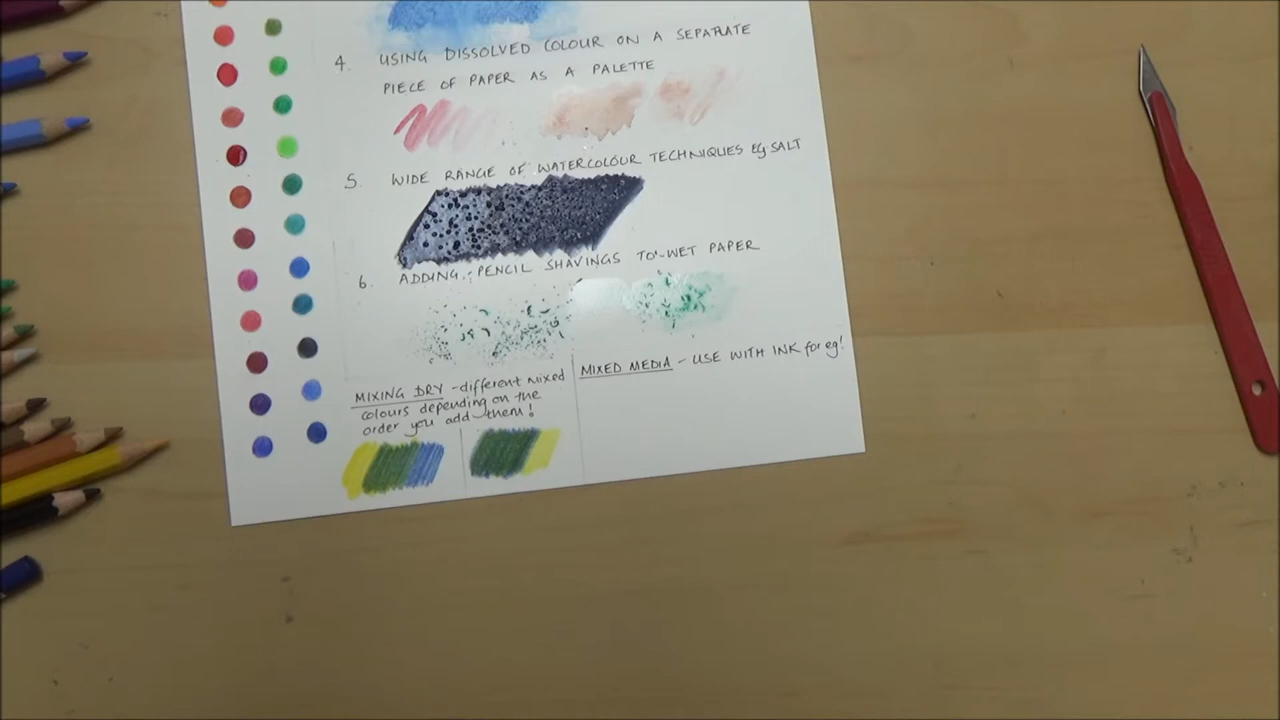 4. USING DISSOLVED COLOUR ON A SEPARATE
PIECE OF PAPER AS A PALETTE
5. WIDE RANGE OF WATERCOLOUR TECHNIQUES Eg SALT
6. ADDING PENCIL SHAVINGS TO WET PAPER
MIXING DRY - different mixed
colours depending on the
order you add them!
MIXED MEDIA - USE WITH INK for eg!